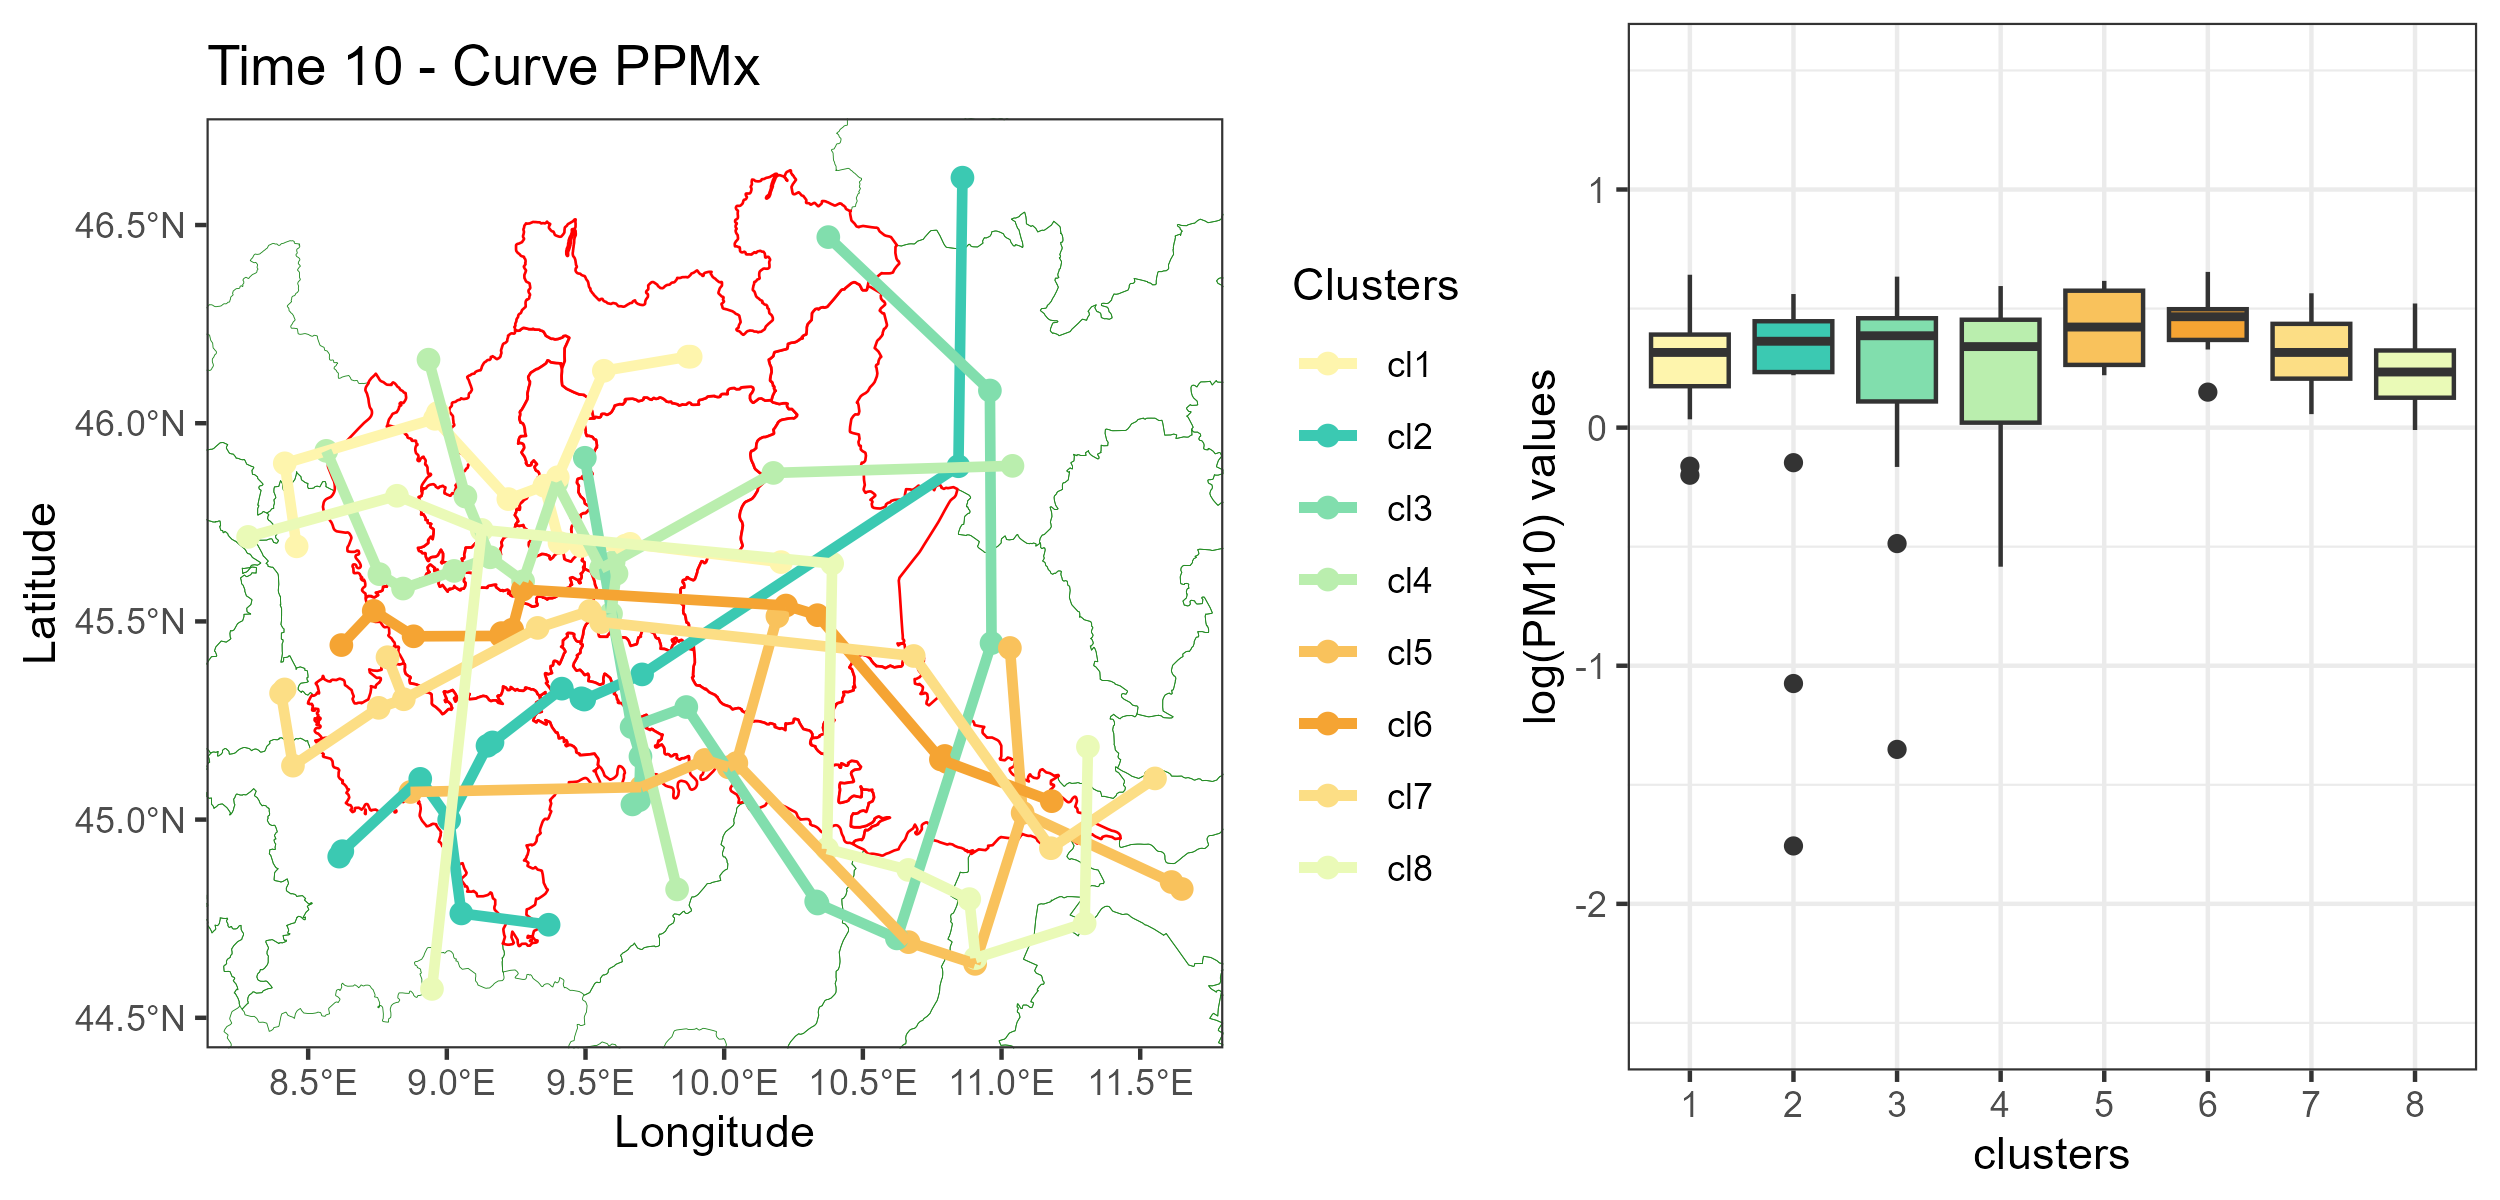 Time 10 - Curve PPMx
46.5°N
46.0°N
45.5°N
45.0°N
44.5°N
Latitude
8.5°E 9.0°E 9.5°E 10.0°E 10.5°E 11.0°E 11.5°E
Longitude
Clusters
cl1
cl2
cl3
cl4
cl5
cl6
cl7
cl8
log(PM10) values
1
0
-1
-2
1 2 3 4 5 6 7 8
clusters